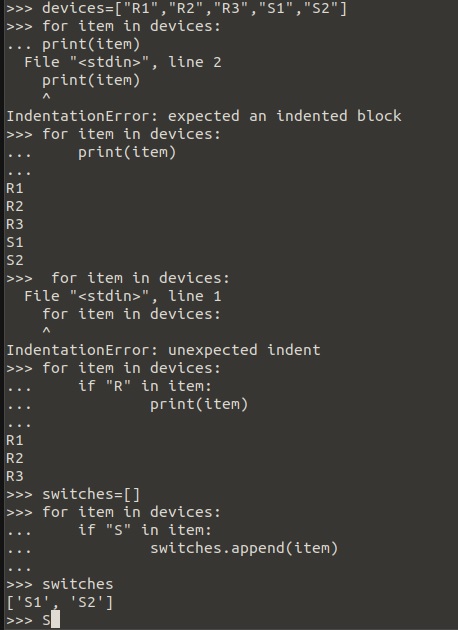 >>> devices=["R1","R2","R3","S1","S2"]
>>> for item in devices:
... print(item)
  File "<stdin>", line 2
    print(item)
    ^
IndentationError: expected an indented block
>>> for item in devices:
...     print(item)
...
R1
R2
R3
S1
S2
>>>  for item in devices:
  File "<stdin>", line 1
    for item in devices:
    ^
IndentationError: unexpected indent
>>> for item in devices:
...     if "R" in item:
...             print(item)
...
R1
R2
R3
>>> switches=[]
>>> for item in devices:
...     if "S" in item:
...             switches.append(item)
...
>>> switches
['S1', 'S2']
>>> S